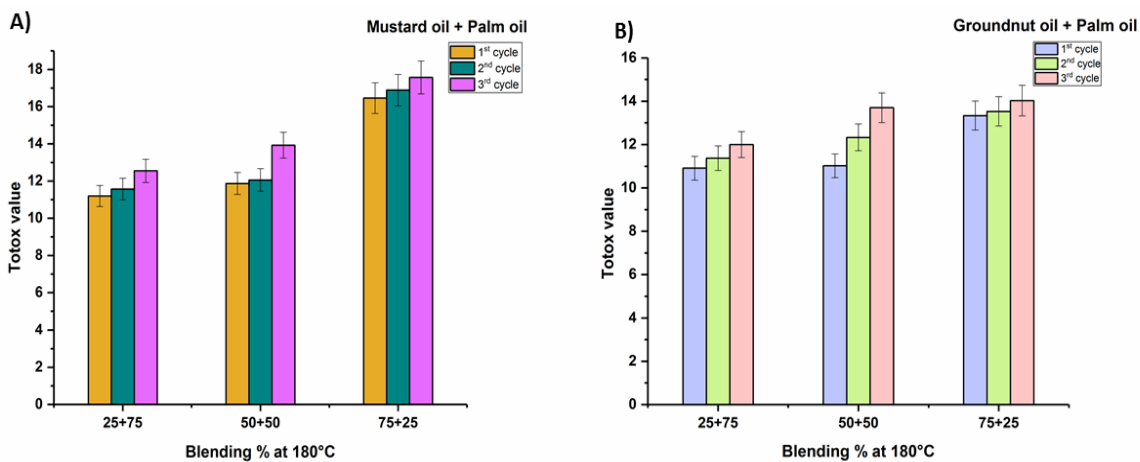 A)
Mustard oil + Palm oil
1st cycle
2nd cycle
3rd cycle
Totox value
18
16
14
12
10
8
6
4
2
0
25+75
50+50
75+25
Blending % at 180°C
B)
Groundnut oil + Palm oil
1st cycle
2nd cycle
3rd cycle
Totox value
16
14
12
10
8
6
4
2
0
25+75
50+50
75+25
Blending % at 180°C